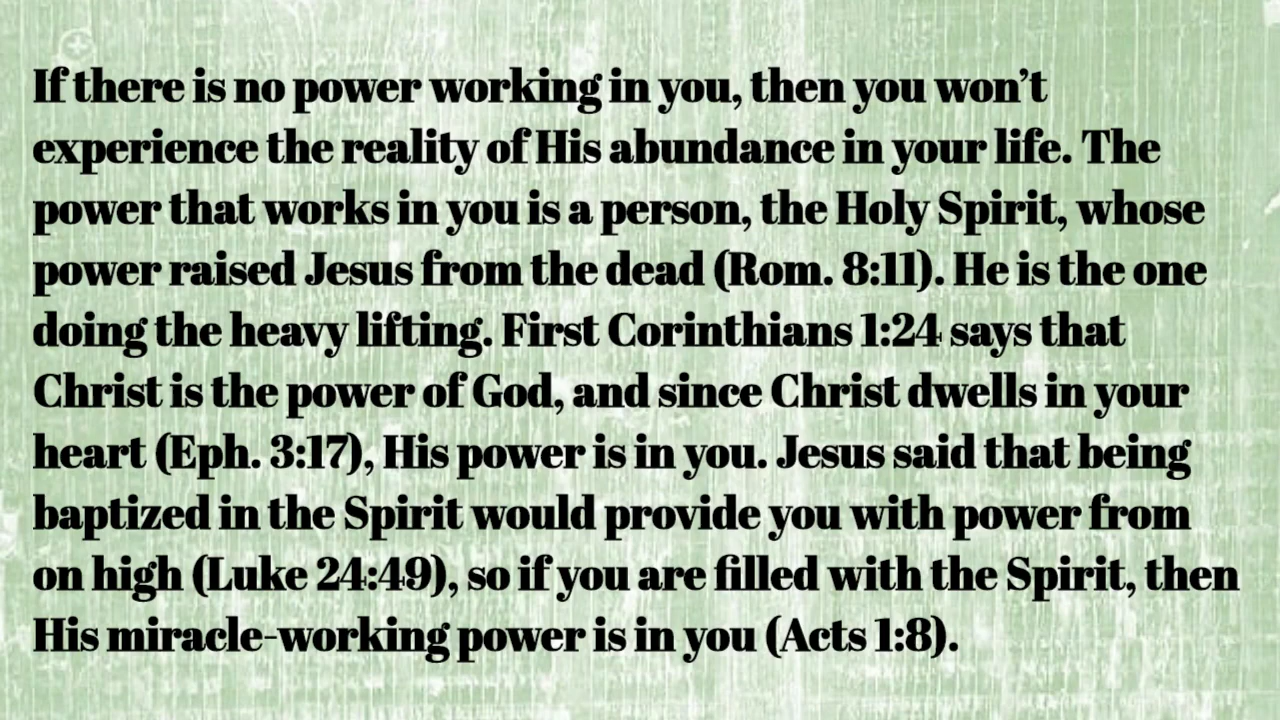 If there is no power working in you, then you won’t
experience the reality of His abundance in your life. The
power that works in you is a person, the Holy Spirit, whose
power raised Jesus from the dead (Rom. 8:11). He is the one
doing the heavy lifting. First Corinthians 1:24 says that
Christ is the power of God, and since Christ dwells in your
heart (Eph. 3:17), His power is in you. Jesus said that being
baptized in the Spirit would provide you with power from
on high (Luke 24:49), so if you are filled with the Spirit, then
His miracle-working power is in you (Acts 1:8).